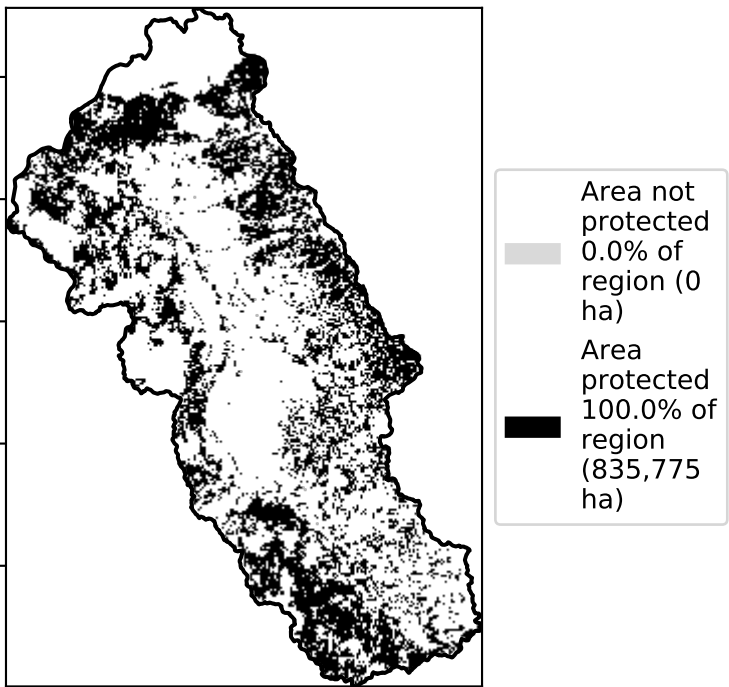 Area not
protected
0.0% of
region (0
ha)
Area
protected
100.0% of
region
(835,775
ha)